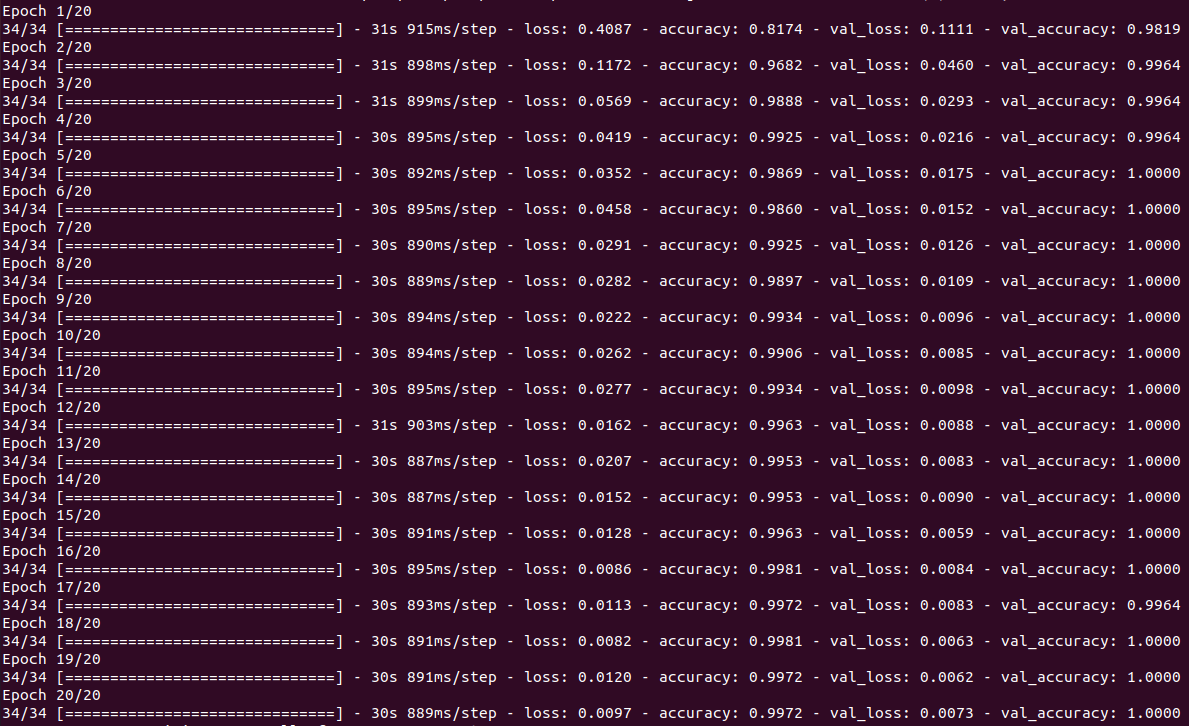 Epoch 1/20
34/34 [==============================] - 31s 915ms/step - loss: 0.4087 - accuracy: 0.8174 - val_loss: 0.1111 - val_accuracy: 0.9819
Epoch 2/20
34/34 [==============================] - 31s 898ms/step - loss: 0.1172 - accuracy: 0.9682 - val_loss: 0.0460 - val_accuracy: 0.9964
Epoch 3/20
34/34 [==============================] - 31s 899ms/step - loss: 0.0569 - accuracy: 0.9888 - val_loss: 0.0293 - val_accuracy: 0.9964
Epoch 4/20
34/34 [==============================] - 30s 895ms/step - loss: 0.0419 - accuracy: 0.9925 - val_loss: 0.0216 - val_accuracy: 0.9964
Epoch 5/20
34/34 [==============================] - 30s 892ms/step - loss: 0.0352 - accuracy: 0.9869 - val_loss: 0.0175 - val_accuracy: 1.0000
Epoch 6/20
34/34 [==============================] - 30s 895ms/step - loss: 0.0458 - accuracy: 0.9860 - val_loss: 0.0152 - val_accuracy: 1.0000
Epoch 7/20
34/34 [==============================] - 30s 890ms/step - loss: 0.0291 - accuracy: 0.9925 - val_loss: 0.0126 - val_accuracy: 1.0000
Epoch 8/20
34/34 [==============================] - 30s 889ms/step - loss: 0.0282 - accuracy: 0.9897 - val_loss: 0.0109 - val_accuracy: 1.0000
Epoch 9/20
34/34 [==============================] - 30s 894ms/step - loss: 0.0222 - accuracy: 0.9934 - val_loss: 0.0096 - val_accuracy: 1.0000
Epoch 10/20
34/34 [==============================] - 30s 894ms/step - loss: 0.0262 - accuracy: 0.9906 - val_loss: 0.0085 - val_accuracy: 1.0000
Epoch 11/20
34/34 [==============================] - 30s 895ms/step - loss: 0.0277 - accuracy: 0.9934 - val_loss: 0.0098 - val_accuracy: 1.0000
Epoch 12/20
34/34 [==============================] - 31s 903ms/step - loss: 0.0162 - accuracy: 0.9963 - val_loss: 0.0088 - val_accuracy: 1.0000
Epoch 13/20
34/34 [==============================] - 30s 887ms/step - loss: 0.0207 - accuracy: 0.9953 - val_loss: 0.0083 - val_accuracy: 1.0000
Epoch 14/20
34/34 [==============================] - 30s 887ms/step - loss: 0.0152 - accuracy: 0.9953 - val_loss: 0.0090 - val_accuracy: 1.0000
Epoch 15/20
34/34 [==============================] - 30s 891ms/step - loss: 0.0128 - accuracy: 0.9963 - val_loss: 0.0059 - val_accuracy: 1.0000
Epoch 16/20
34/34 [==============================] - 30s 895ms/step - loss: 0.0086 - accuracy: 0.9981 - val_loss: 0.0084 - val_accuracy: 1.0000
Epoch 17/20
34/34 [==============================] - 30s 893ms/step - loss: 0.0113 - accuracy: 0.9972 - val_loss: 0.0083 - val_accuracy: 0.9964
Epoch 18/20
34/34 [==============================] - 30s 891ms/step - loss: 0.0082 - accuracy: 0.9981 - val_loss: 0.0063 - val_accuracy: 1.0000
Epoch 19/20
34/34 [==============================] - 30s 891ms/step - loss: 0.0120 - accuracy: 0.9972 - val_loss: 0.0062 - val_accuracy: 1.0000
Epoch 20/20
34/34 [==============================] - 30s 889ms/step - loss: 0.0097 - accuracy: 0.9972 - val_loss: 0.0073 - val_accuracy: 1.0000